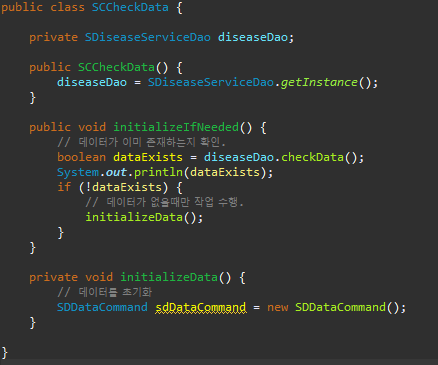 public class SCCheckData {
private SDiseaseServiceDao diseaseDao;
public SCCheckData() {
diseaseDao = SDiseaseServiceDao.getInstance();
}
public void initializeIfNeeded() {
// 데이터가 이미 존재하는지 확인.
boolean dataExists = diseaseDao.checkData();
System.out.println(dataExists);
if (!dataExists) {
// 데이터가 없을때만 작업 수행.
initializeData();
}
}
private void initializeData() {
// 데이터를 초기화
SDDataCommand sdDataCommand = new SDDataCommand();
}
}